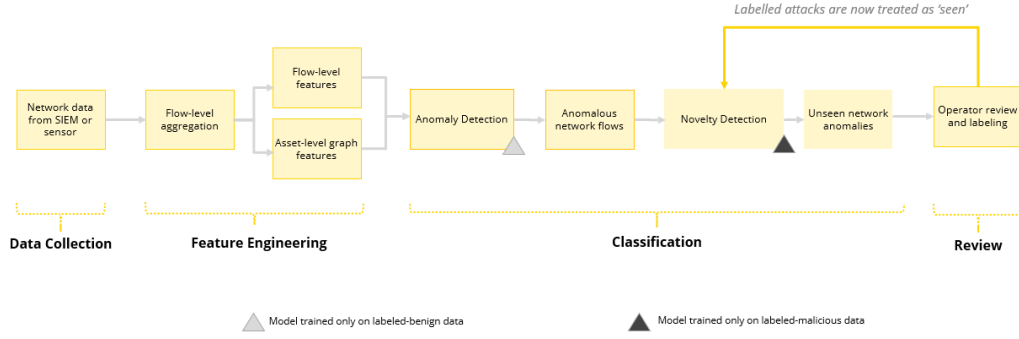 Labelled attacks are now treated as ‘seen’
Network data
from SIEM or
sensor
Flow-level
aggregation
Flow-level
features
Asset-level graph
features
Anomaly Detection
Anomalous
network flows
Novelty Detection
Unseen network
anomalies
Operator review
and labeling
Data Collection
Feature Engineering
Classification
Review
Model trained only on labeled-benign data
Model trained only on labeled-malicious data